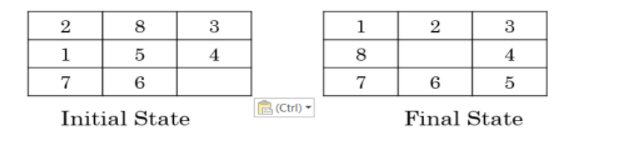 2 8 3 1 2 3
1 5 4 8 4
7 6 7 6 5
(Ctrl)
Initial State Final State